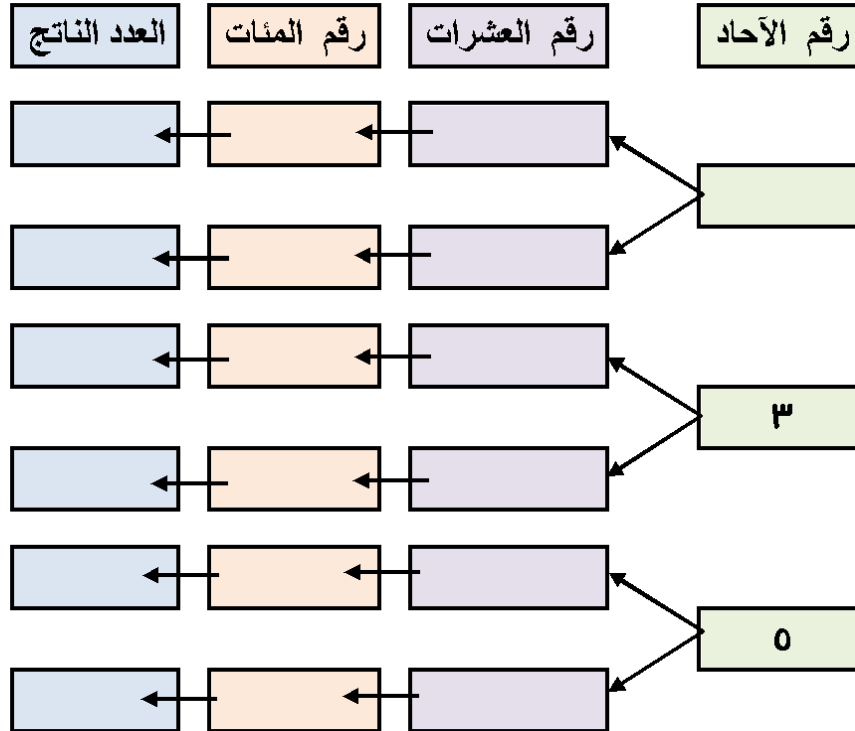 رقم الآحاد
رقم العشرات
رقم المئات
العدد الناتج
٣
٥